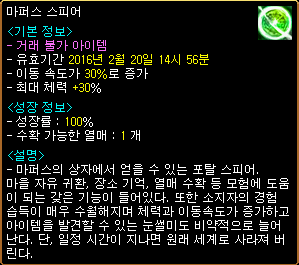 마퍼스 스피어
<기본 정보>
- 거래 불가 아이템
- 유효기간 2016년 2월 20일 14시 56분
- 이동 속도가 30%로 증가
- 최대 체력 +30%
<성장 정보>
- 성장률 : 100%
- 수확 가능한 열매 : 1 개
<설명>
- 마퍼스의 상자에서 얻을 수 있는 포탈 스피어.
마을 자유 귀환, 장소 기억, 열매 수확 등 모험에 도움
이 되는 갖은 기능이 들어있다. 또한 소지자의 경험
습득이 매우 수월해지며 체력과 이동속도가 증가하고
아이템을 발견할 수 있는 눈썰미도 비약적으로 늘어
난다. 단, 일정 시간이 지나면 원래 세계로 사라져 버
린다.